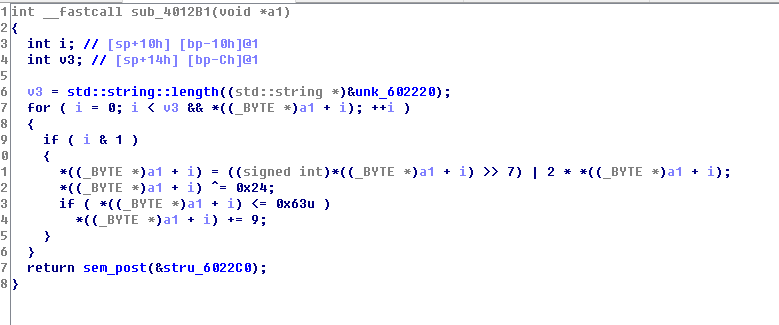 1 int __fastcall sub_4012B1(void *a1)
2 {
3 int i; // [sp+10h] [bp-10h]@1
4 int v3; // [sp+14h] [bp-Ch]@1
5
6 v3 = std::string::length((std::string *)&unk_602220);
7 for ( i = 0; i < v3 && *((_BYTE *)a1 + i); ++i )
8 {
9 if ( i & 1 )
0 {
1 *((_BYTE *)a1 + i) = ((signed int)*((_BYTE *)a1 + i) >> 7) | 2 * *((_BYTE *)a1 + i);
2 *((_BYTE *)a1 + i) ^= 0x24;
3 if ( *((_BYTE *)a1 + i) <= 0x63u )
4 *((_BYTE *)a1 + i) += 9;
5 }
6 }
7 return sem_post(&stru_6022C0);
8 }